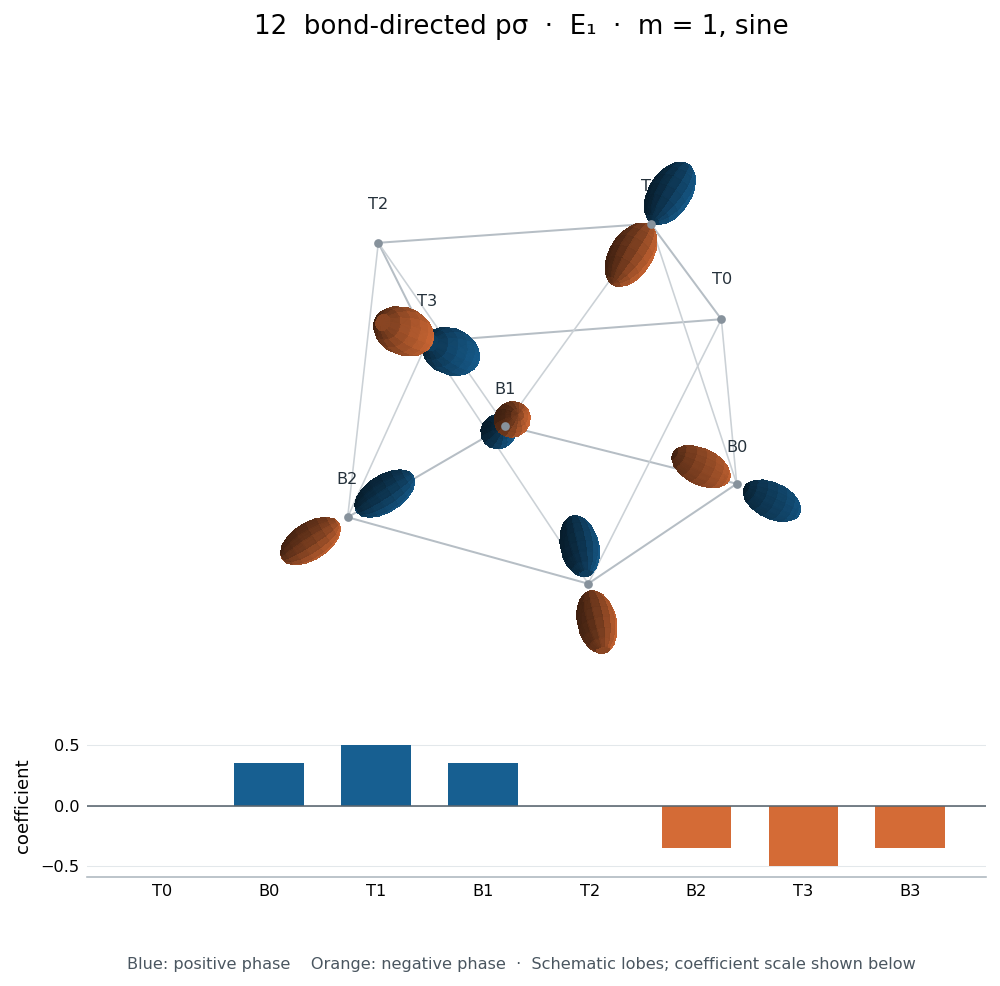 12  bond-directed pσ  ·  E₁  ·  m = 1, sine
T2
T0
T3
B1
B0
B2
coefficient
0.5
0.0
−0.5
T0 B0 T1 B1 T2 B2 T3 B3
Blue: positive phase    Orange: negative phase  ·  Schematic lobes; coefficient scale shown below